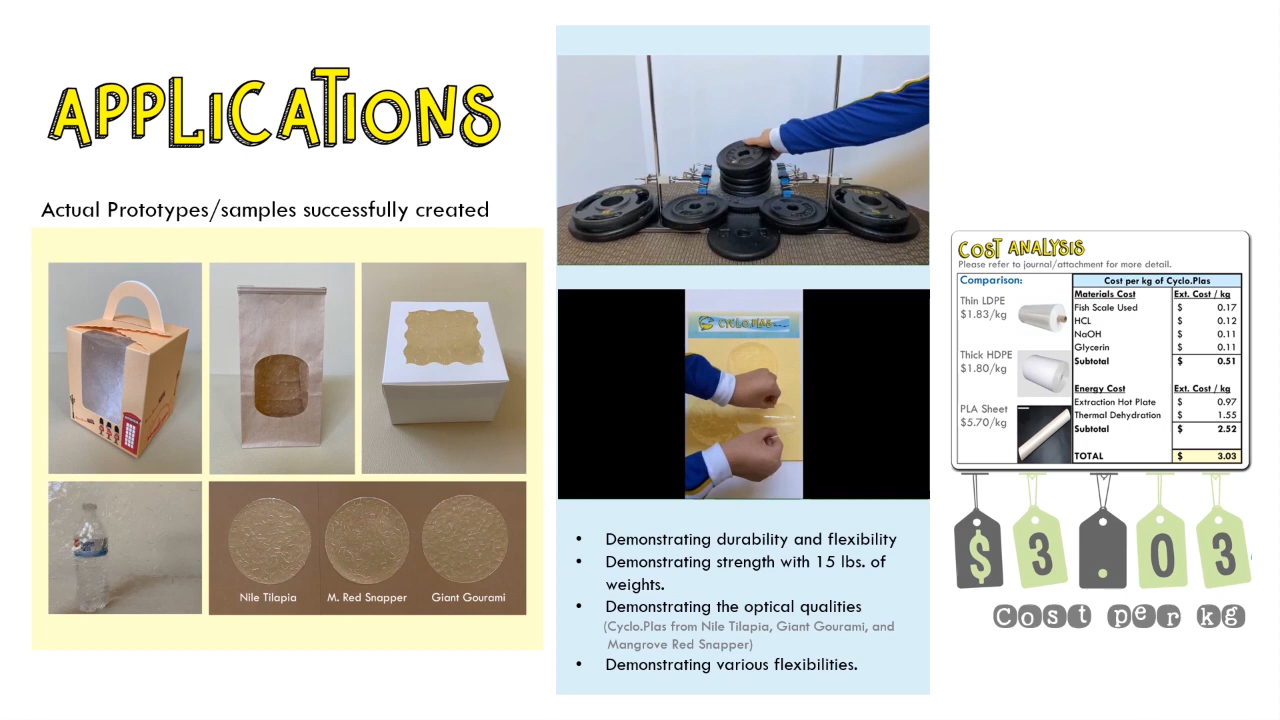 APPLICATIONS
Actual Prototypes/samples successfully created
Nile Tilapia
M. Red Snapper
Giant Gourami
CYCLO.PLAS
• Demonstrating durability and flexibility
• Demonstrating strength with 15 lbs. of
weights.
• Demonstrating the optical qualities
(Cyclo.Plas from Nile Tilapia, Giant Gourami, and
Mangrove Red Snapper)
• Demonstrating various flexibilities.
COST ANALYSIS
Please refer to journal/attachment for more detail.
Comparison:
Thin LDPE
$1.83/kg
Thick HDPE
$1.80/kg
PLA Sheet
$5.70/kg
Cost per kg of Cyclo.Plas
Materials Cost Ext. Cost / kg
Fish Scale Used $ 0.17
HCL $ 0.12
NaOH $ 0.11
Glycerin $ 0.11
Subtotal $ 0.51
Energy Cost Ext. Cost / kg
Extraction Hot Plate $ 0.97
Thermal Dehydration $ 1.55
Subtotal $ 2.52
TOTAL $ 3.03
$3.03
Cost per kg